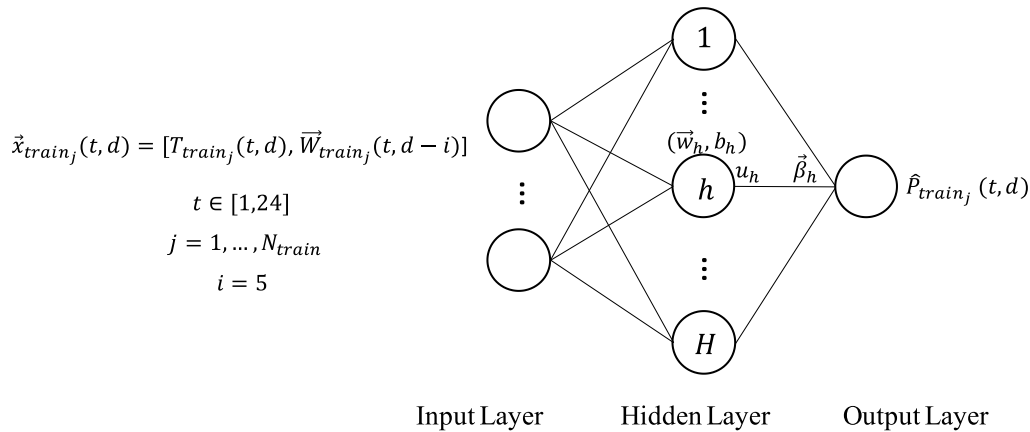 x⃗_{train_j}(t,d) = [T_{train_j}(t,d), W⃗_{train_j}(t,d − i)]
t ∈ [1,24]
j = 1, … , N_{train}
i = 5
1
⋮
(w⃗_h, b_h)
h
u_h
β⃗_h
P̂_{train_j} (t,d)
⋮
⋮
H
Input Layer
Hidden Layer
Output Layer